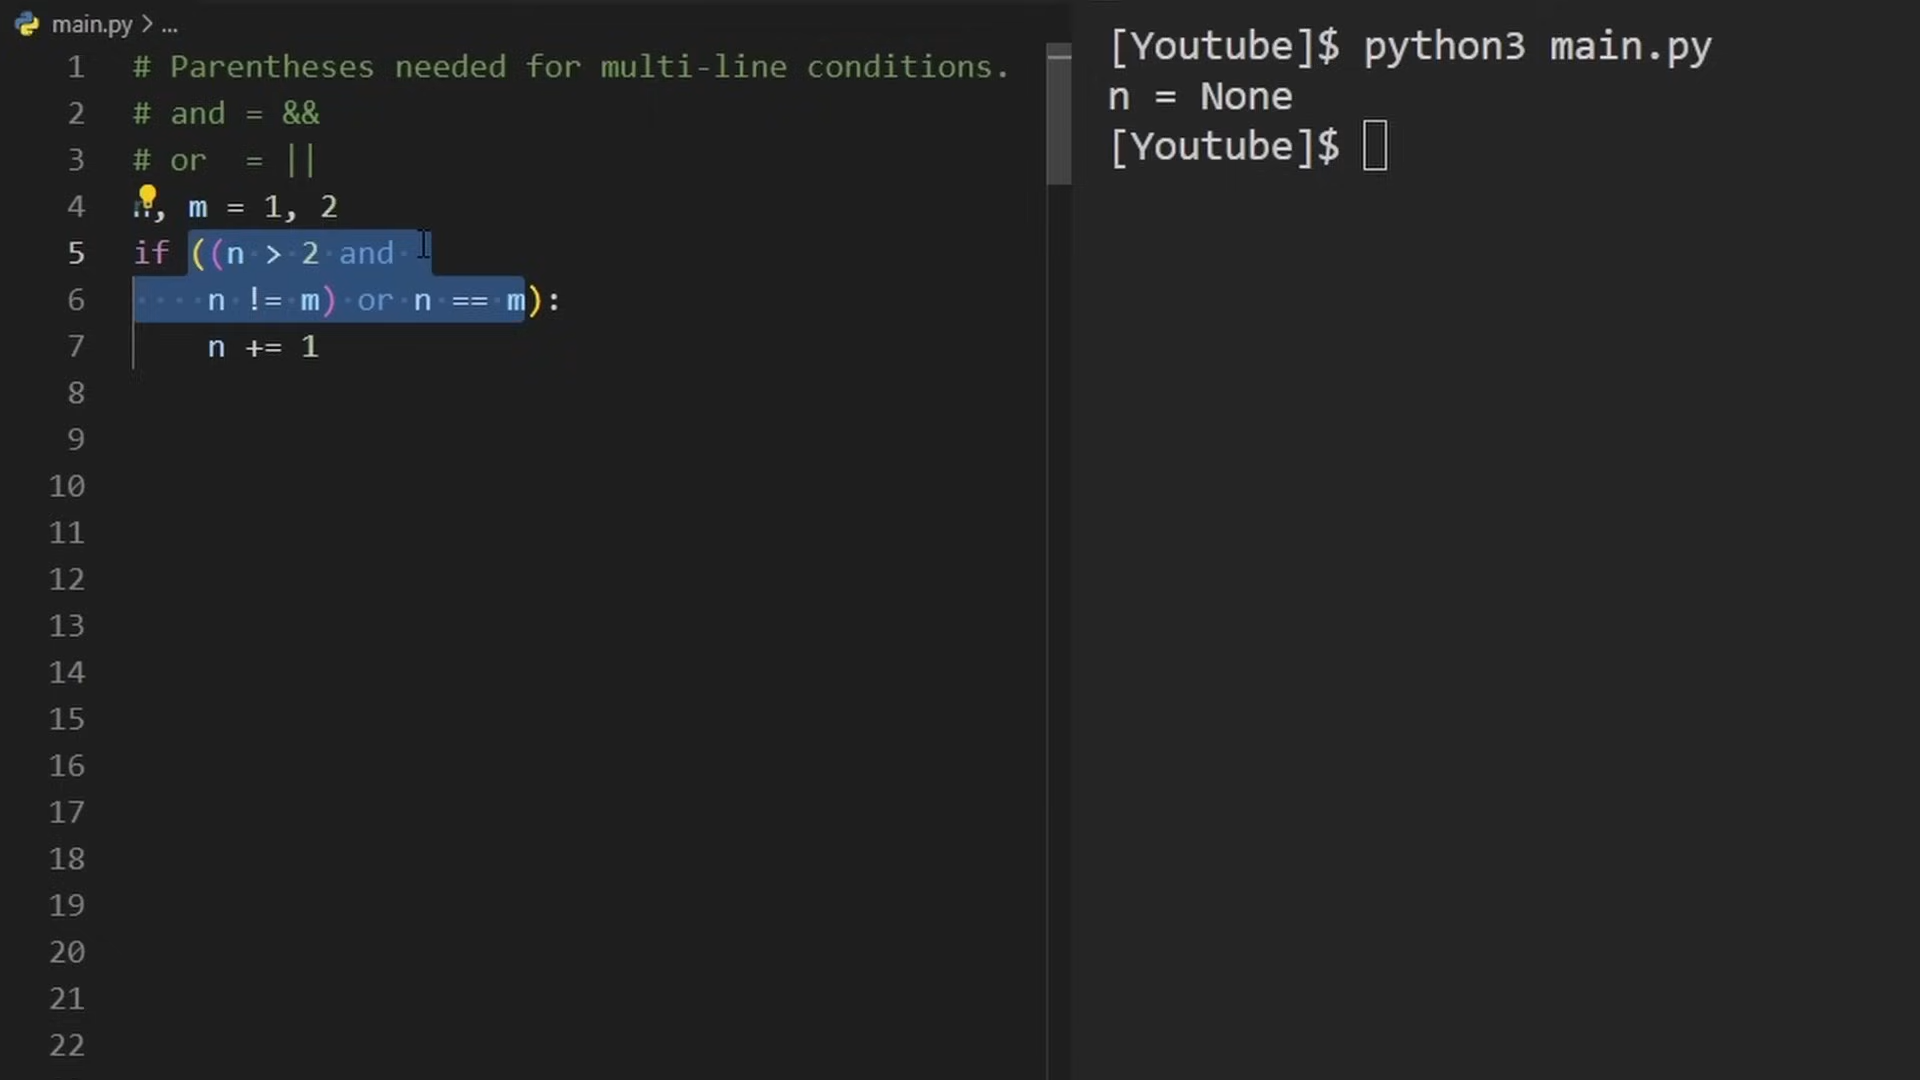 main.py > ...
1 # Parentheses needed for multi-line conditions.
2 # and = &&
3 # or  = ||
4 n, m = 1, 2
5 if ((n > 2 and
6     n != m) or n == m):
7     n += 1
8
9
10
11
12
13
14
15
16
17
18
19
20
21
22
[Youtube]$ python3 main.py
n = None
[Youtube]$